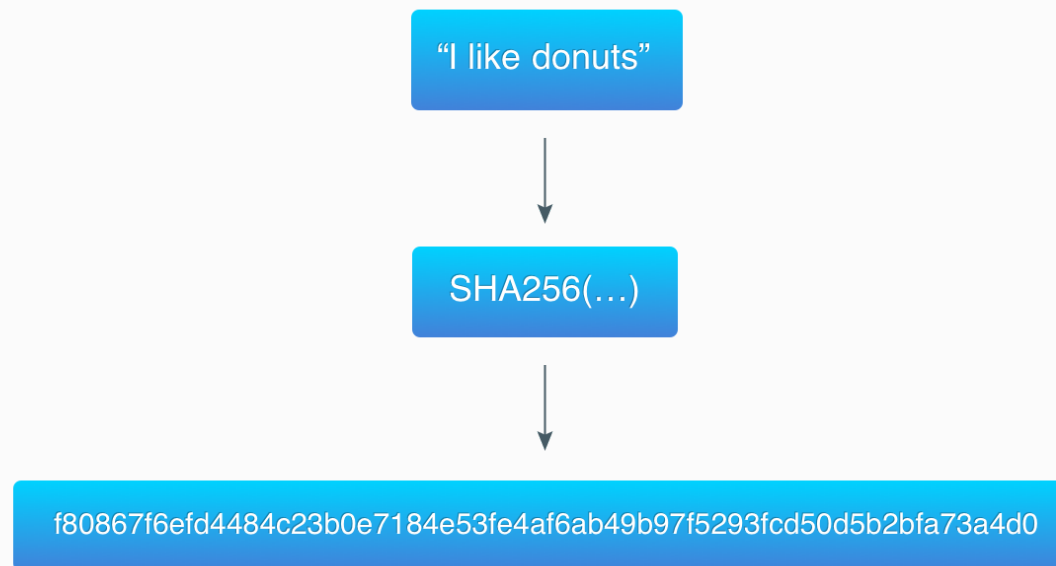 “I like donuts”
SHA256(…)
f80867f6efd4484c23b0e7184e53fe4af6ab49b97f5293fcd50d5b2bfa73a4d0